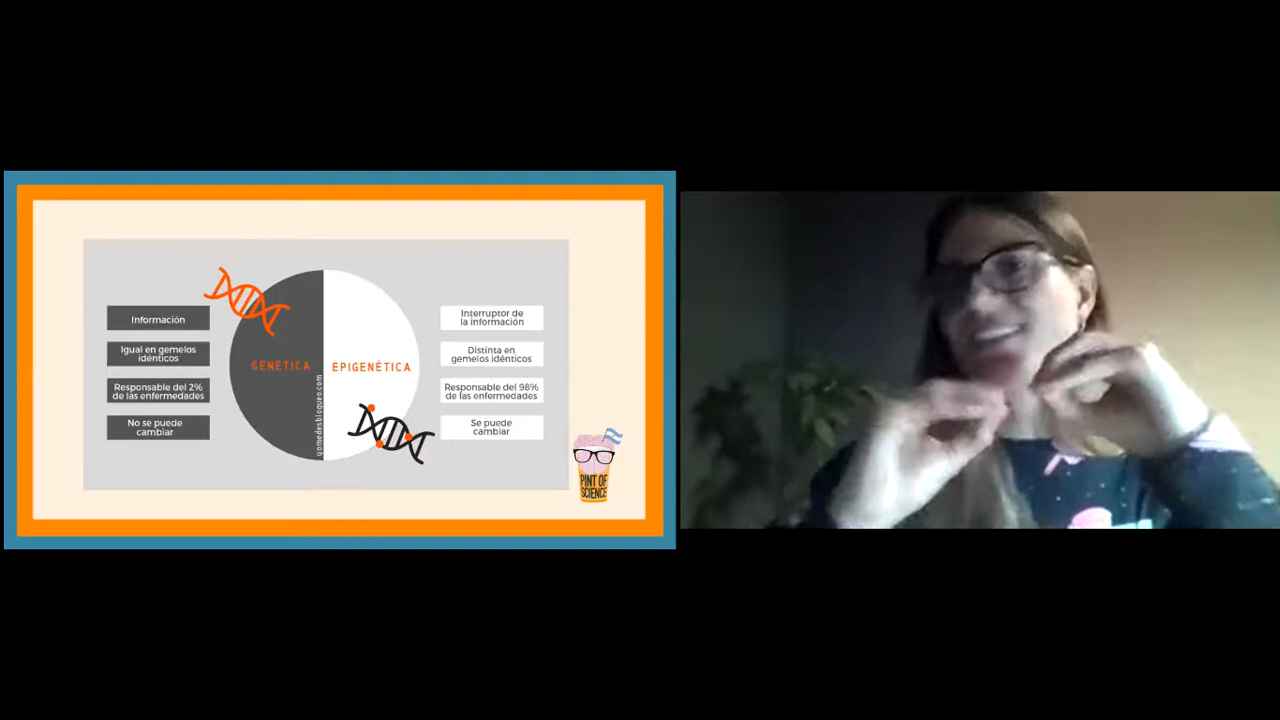 Información
Igual en gemelos
idénticos
Responsable del 2%
de las enfermedades
No se puede
cambiar
GENÉTICA
yomedesbloqueo.com
EPIGENÉTICA
Interruptor de
la información
Distinta en
gemelos idénticos
Responsable del 98%
de las enfermedades
Se puede
cambiar
PINT OF
SCIENCE